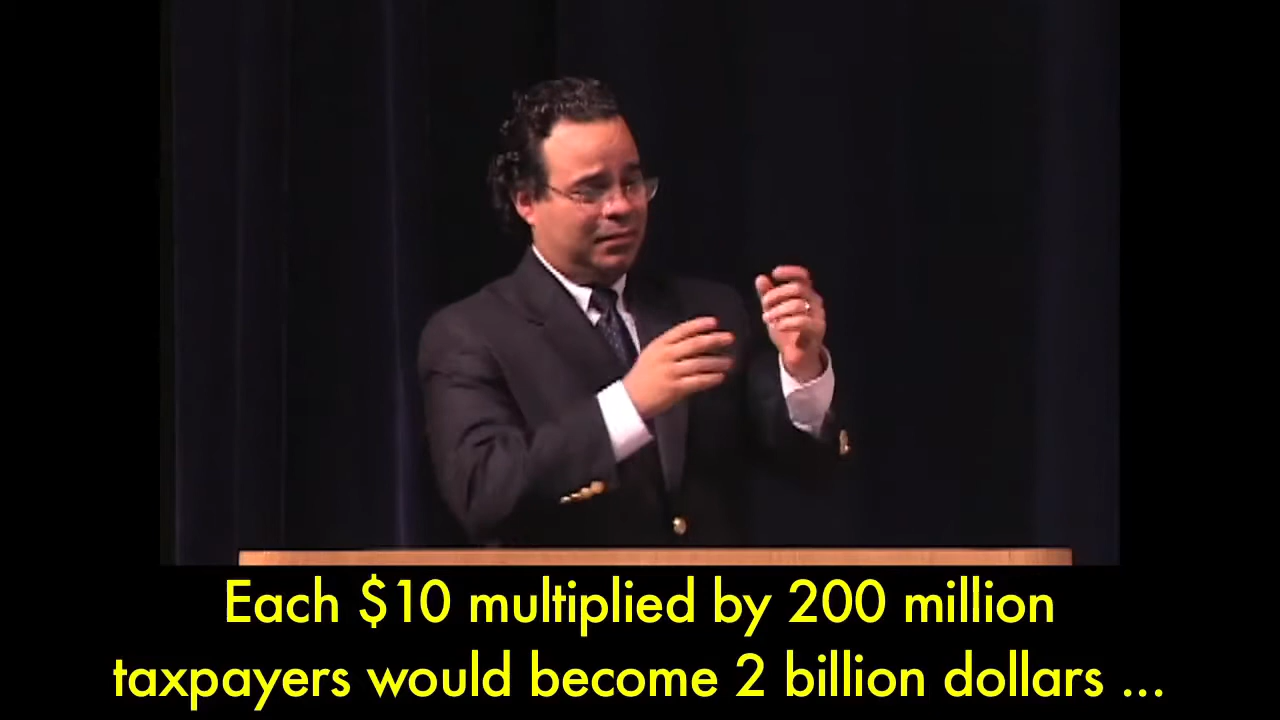 Each $10 multiplied by 200 million
taxpayers would become 2 billion dollars ...